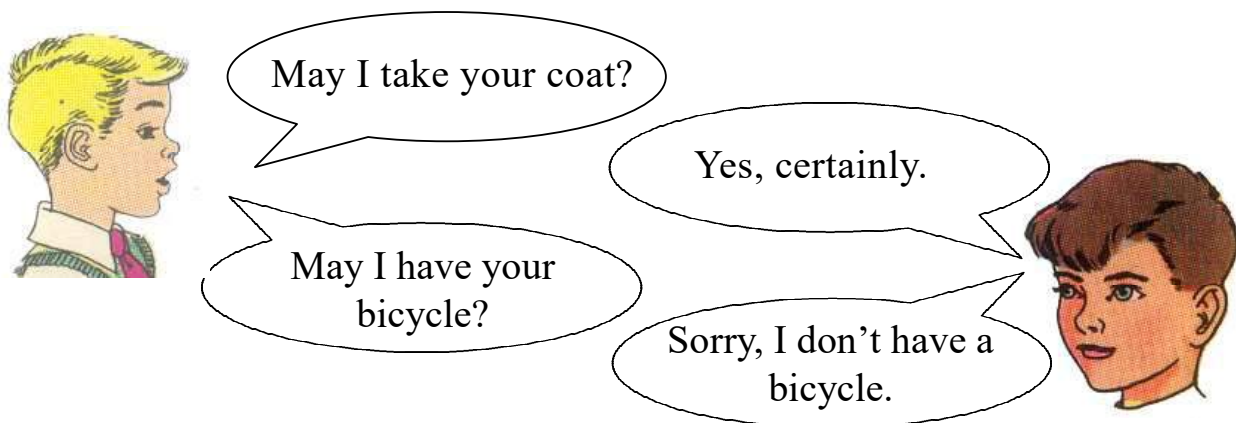 May I take your coat?
Yes, certainly.
May I have your
bicycle?
Sorry, I don’t have a
bicycle.